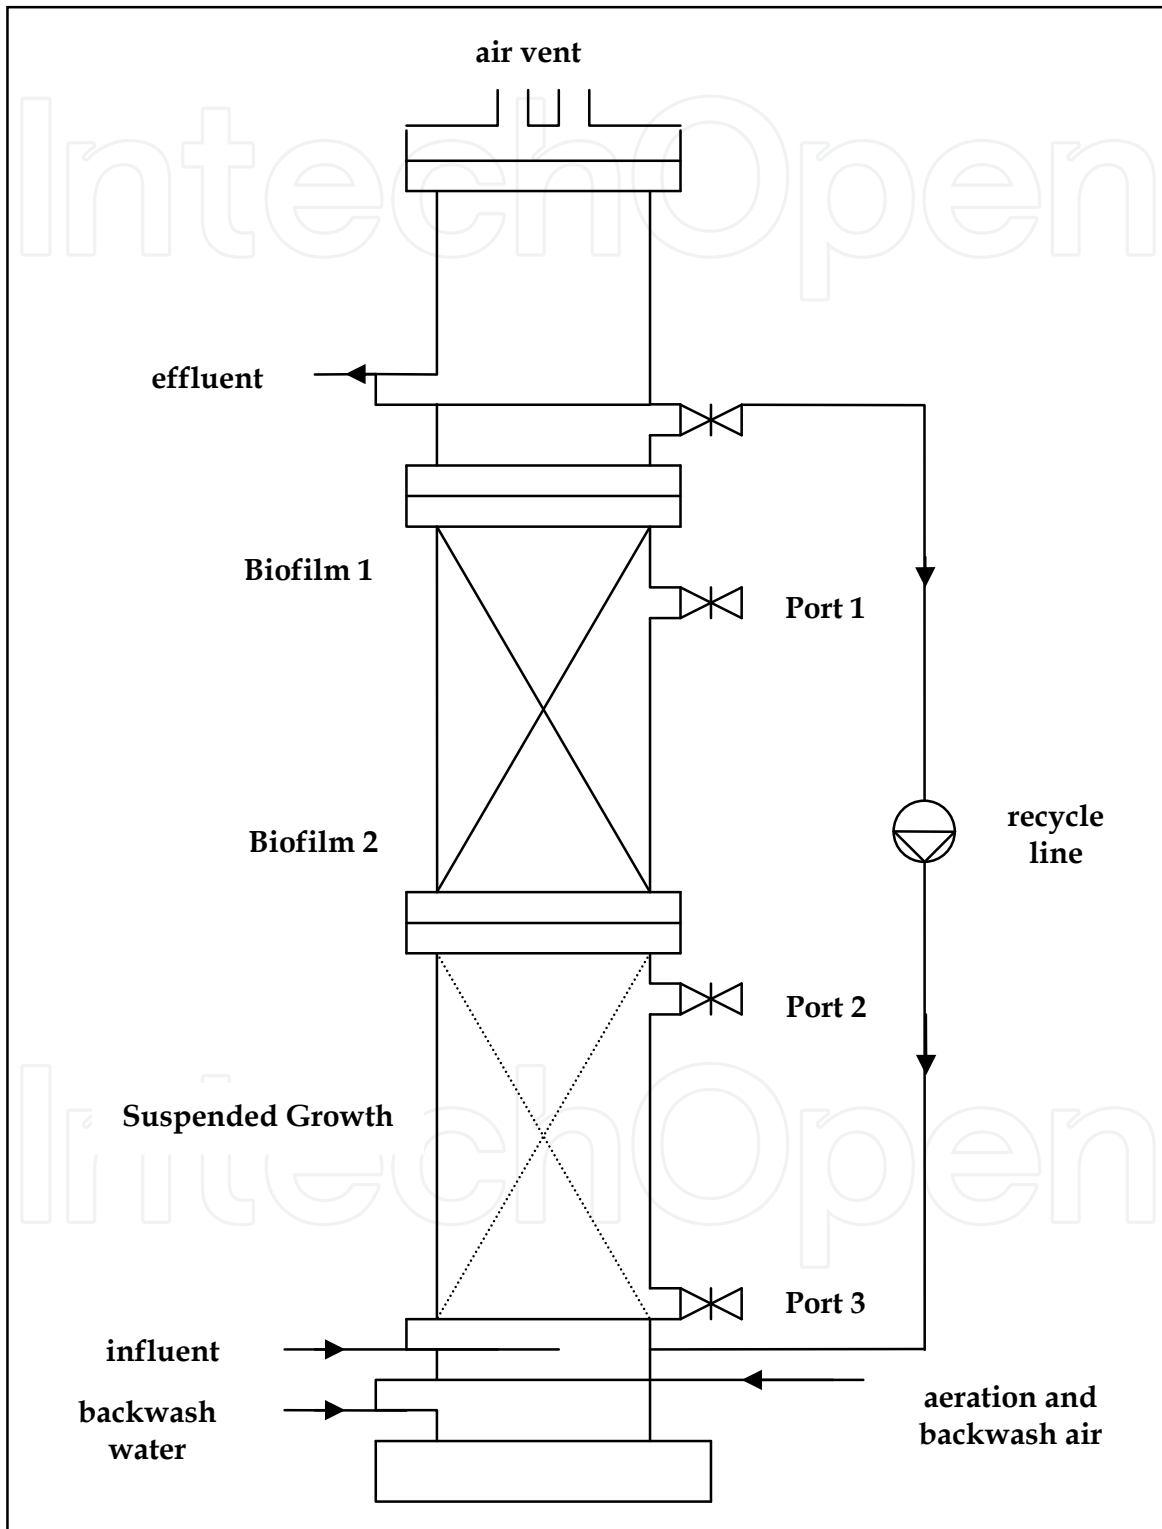 air vent
IntechOpen
effluent
Biofilm 1
Port 1
recycle
line
Biofilm 2
Port 2
Suspended Growth
IntechOpen
Port 3
influent
aeration and
backwash air
backwash
water